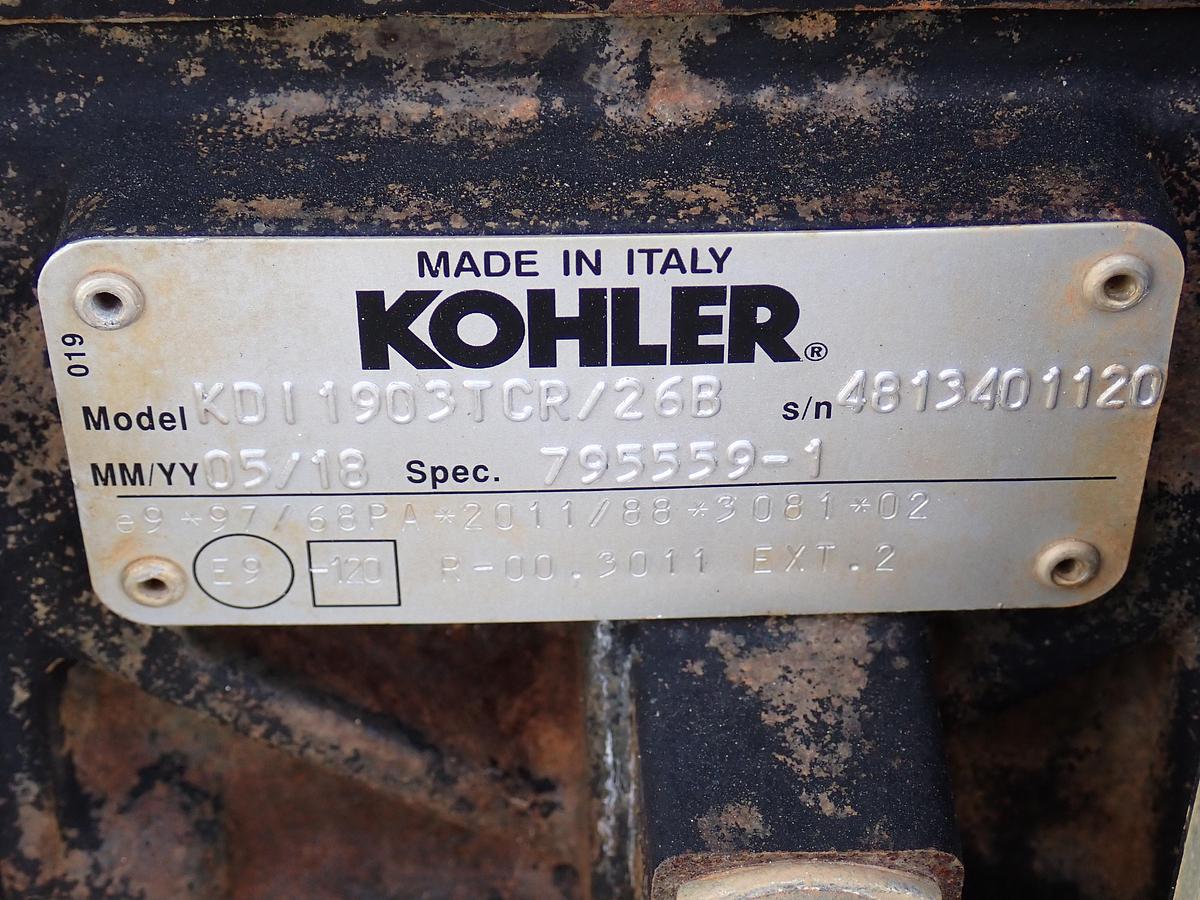 MADE IN ITALY
KOHLER®
019
Model KDI1903TCR/26B s/n 4813401120
MM/YY 05/18 Spec. 795559-1
e9*97/68PA*2011/88*3081*02
E9 -120 R-00.3011 EXT.2